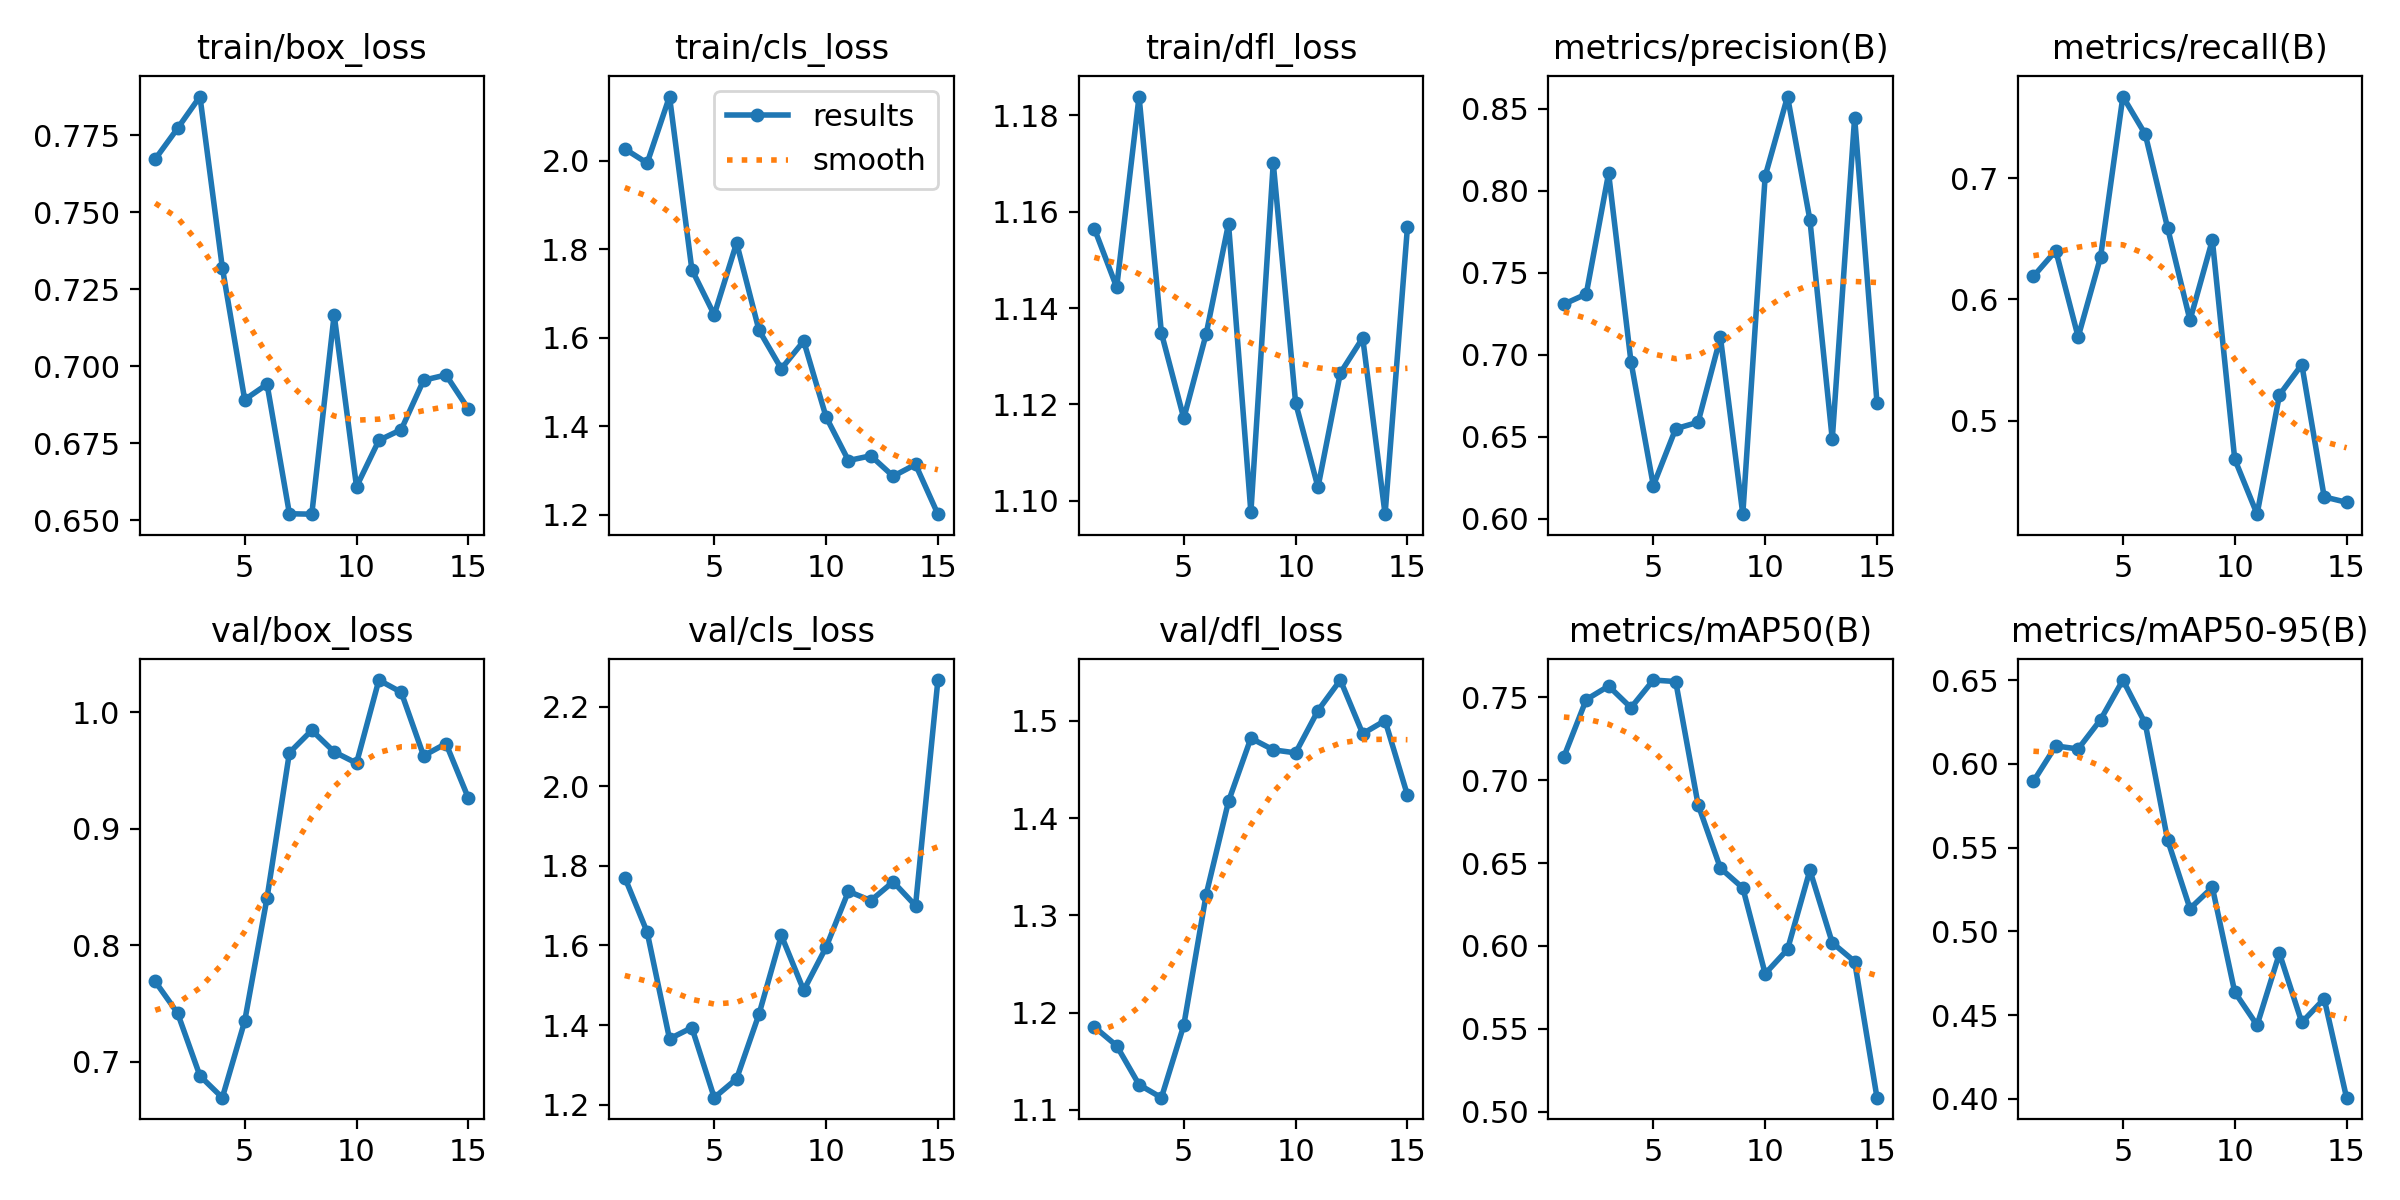 train/box_loss
0.775
0.750
0.725
0.700
0.675
0.650
5 10 15
train/cls_loss
results
smooth
2.0
1.8
1.6
1.4
1.2
5 10 15
train/dfl_loss
1.18
1.16
1.14
1.12
1.10
5 10 15
metrics/precision(B)
0.85
0.80
0.75
0.70
0.65
0.60
5 10 15
metrics/recall(B)
0.7
0.6
0.5
5 10 15
val/box_loss
1.0
0.9
0.8
0.7
5 10 15
val/cls_loss
2.2
2.0
1.8
1.6
1.4
1.2
5 10 15
val/dfl_loss
1.5
1.4
1.3
1.2
1.1
5 10 15
metrics/mAP50(B)
0.75
0.70
0.65
0.60
0.55
0.50
5 10 15
metrics/mAP50-95(B)
0.65
0.60
0.55
0.50
0.45
0.40
5 10 15